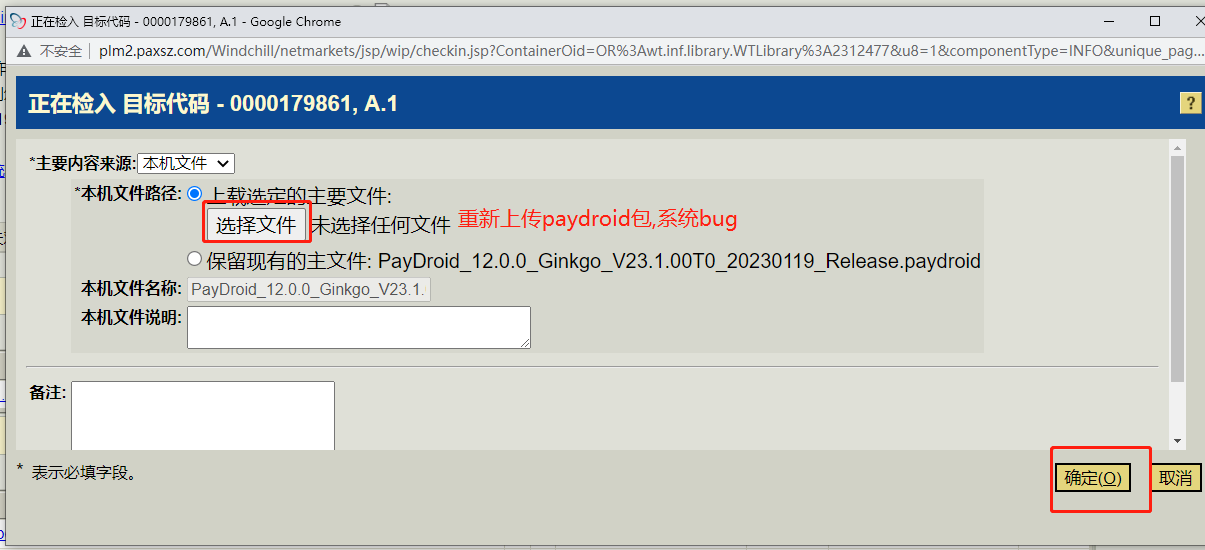 正在检入 目标代码 - 0000179861, A.1 - Google Chrome
不安全 plm2.paxsz.com/Windchill/netmarkets/jsp/wip/checkin.jsp?ContainerOid=OR%3Awt.inf.library.WTLibrary%3A2312477&u8=1&componentType=INFO&unique_pag...
正在检入 目标代码 - 0000179861, A.1
?
*主要内容来源: 本机文件
*本机文件路径: 上载选定的主要文件:
选择文件 未选择任何文件 重新上传paydroid包,系统bug
保留现有的主文件: PayDroid_12.0.0_Ginkgo_V23.1.00T0_20230119_Release.paydroid
本机文件名称: PayDroid_12.0.0_Ginkgo_V23.1.
本机文件说明:
备注:
* 表示必填字段。
确定(O) 取消